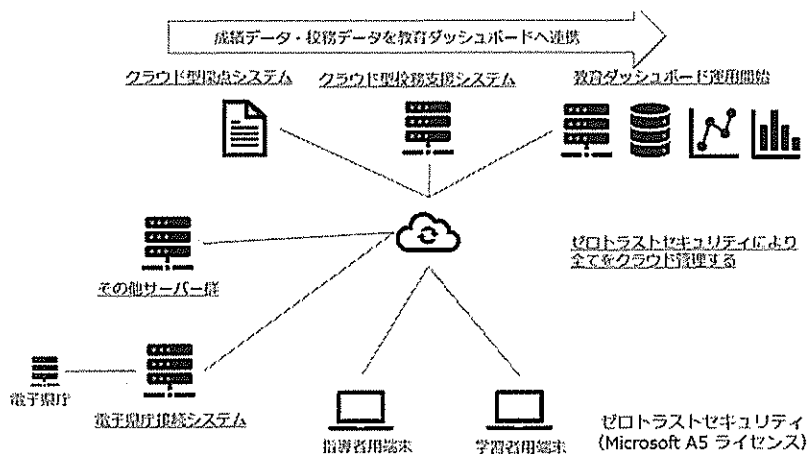 成績データ・校務データを教育ダッシュボードへ連携
クラウド型採点システム
クラウド型校務支援システム
教育ダッシュボード運用開始
ゼロトラストセキュリティにより
全てをクラウド管理する
その他サーバー群
電子県庁
電子県庁接続システム
指導者用端末
学習者用端末
ゼロトラストセキュリティ
(Microsoft A5 ライセンス)